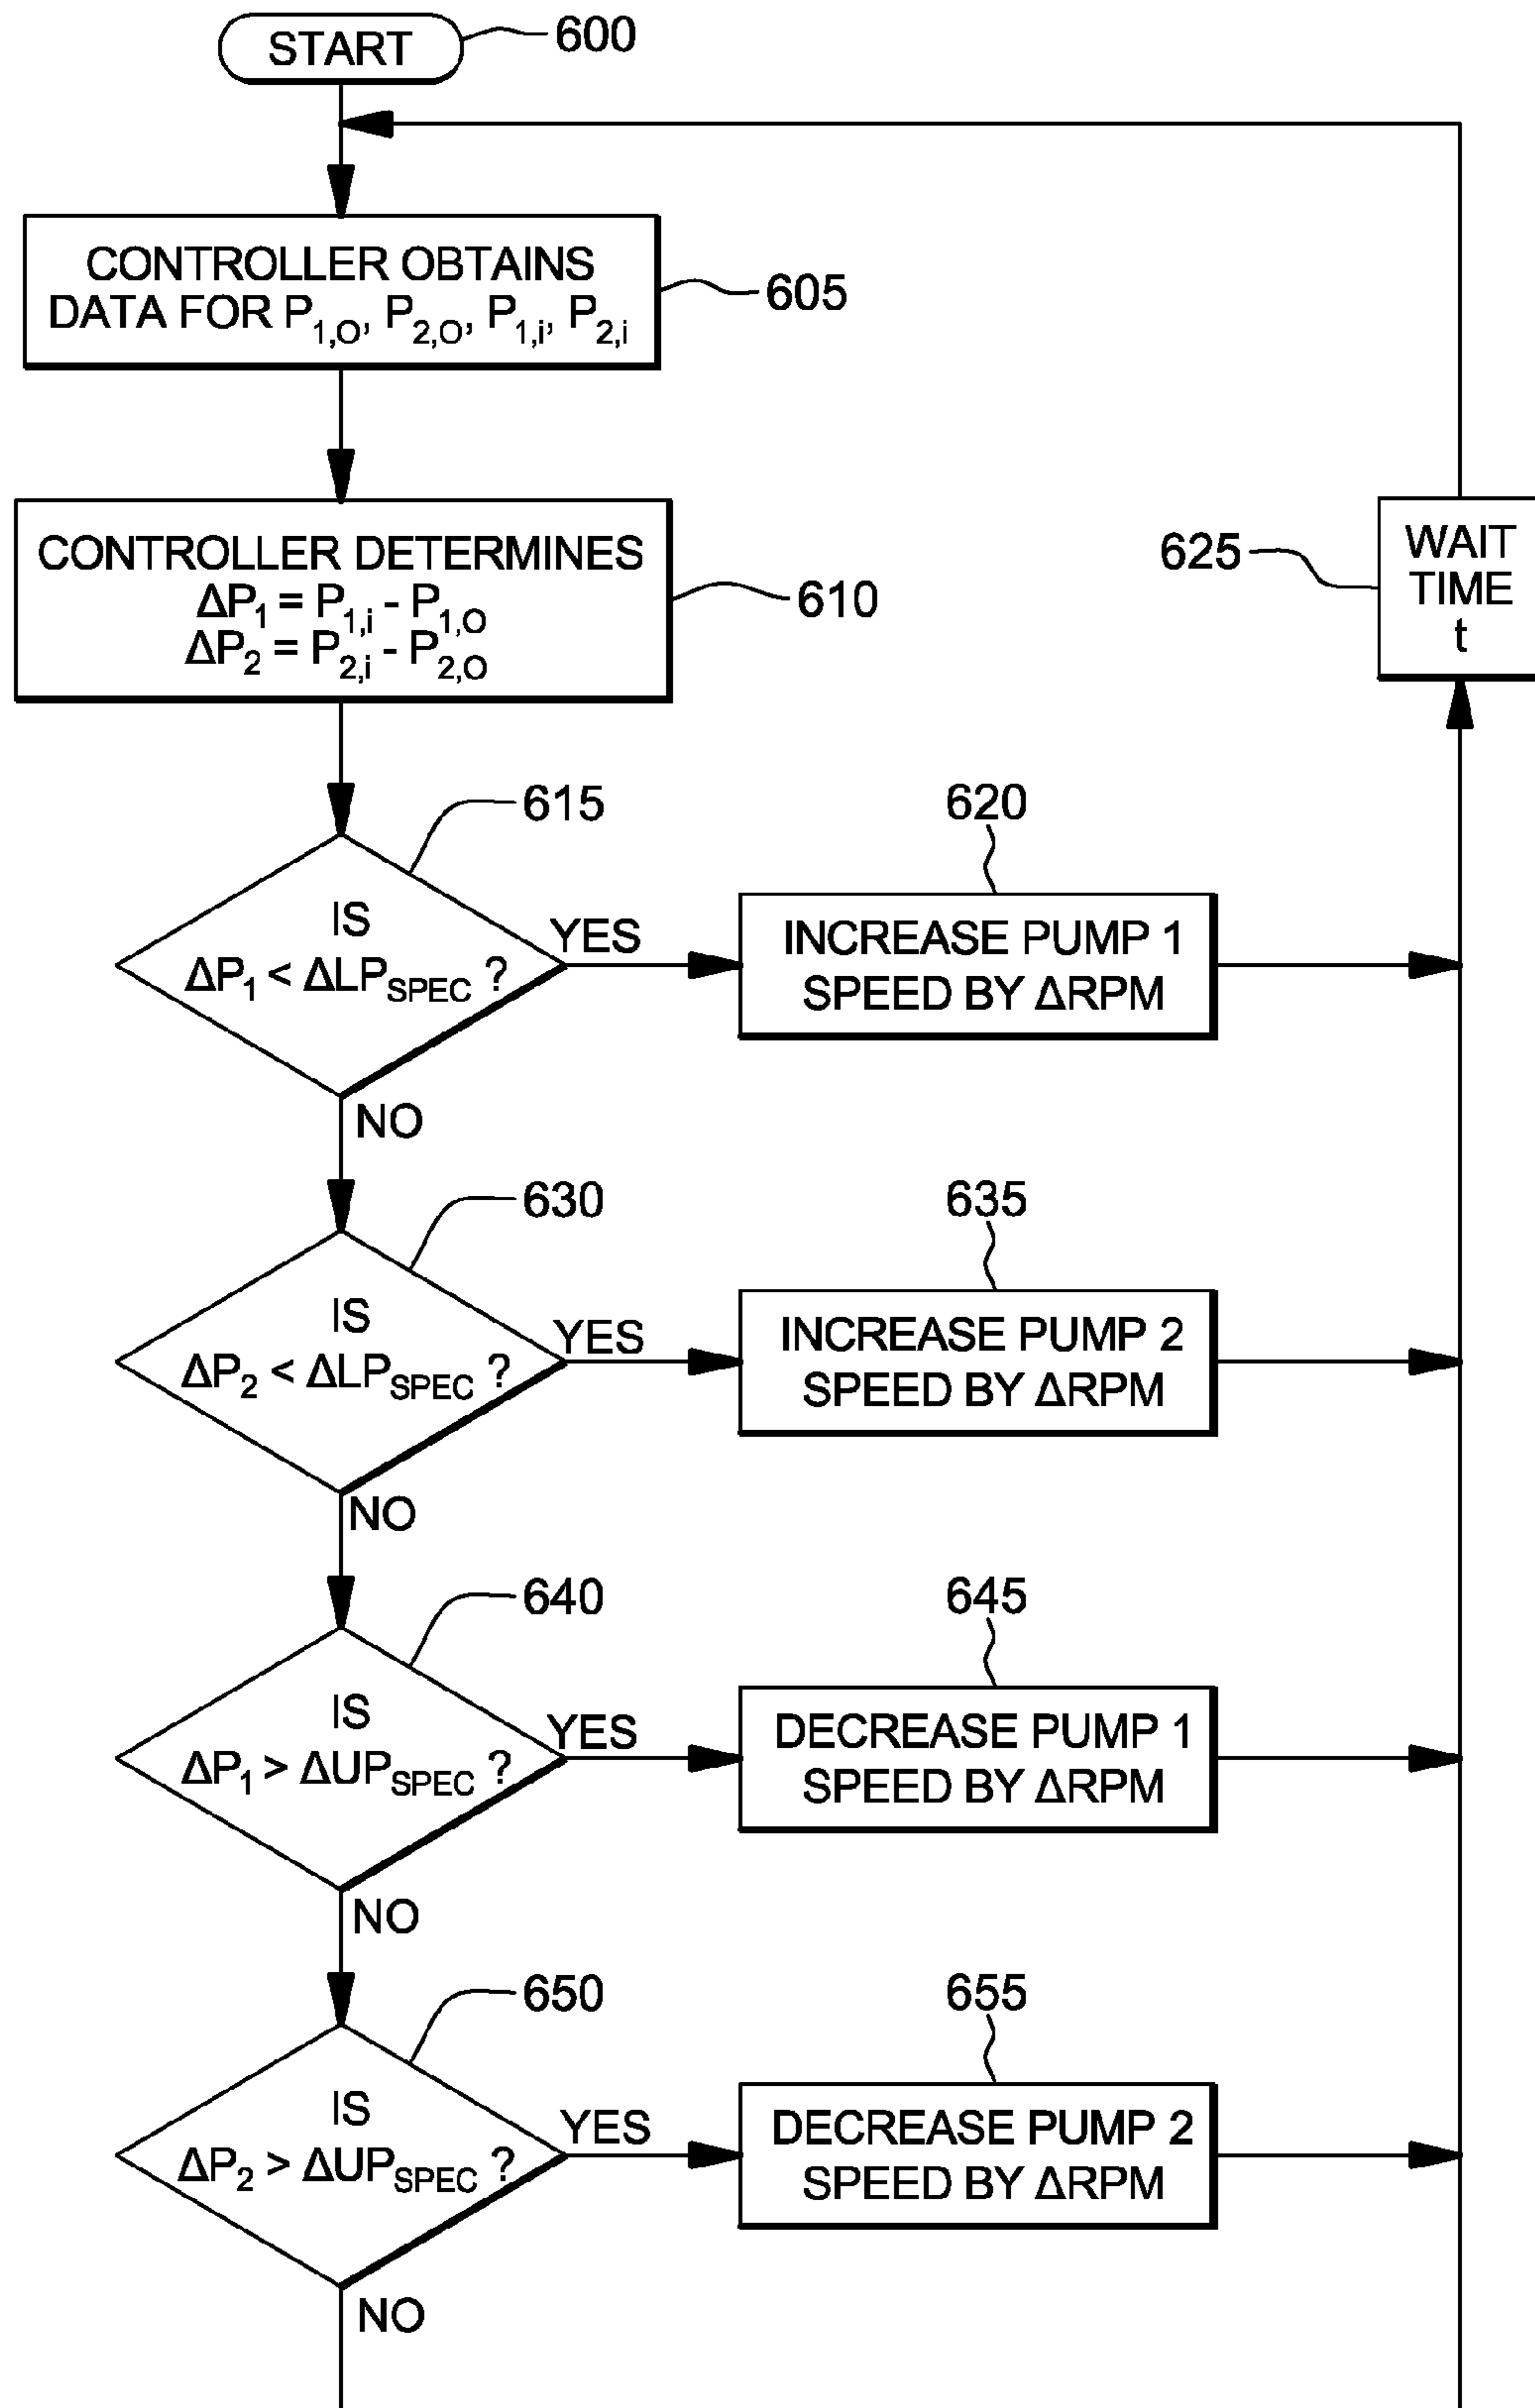 START
600
CONTROLLER OBTAINS
DATA FOR P1,O, P2,O, P1,i, P2,i
605
CONTROLLER DETERMINES
ΔP1 = P1,i - P1,O
ΔP2 = P2,i - P2,O
610
625
WAIT
TIME
t
615
IS
ΔP1 < ΔLPSPEC ?
YES
620
INCREASE PUMP 1
SPEED BY ΔRPM
NO
630
IS
ΔP2 < ΔLPSPEC ?
YES
635
INCREASE PUMP 2
SPEED BY ΔRPM
NO
640
IS
ΔP1 > ΔUPSPEC ?
YES
645
DECREASE PUMP 1
SPEED BY ΔRPM
NO
650
IS
ΔP2 > ΔUPSPEC ?
YES
655
DECREASE PUMP 2
SPEED BY ΔRPM
NO